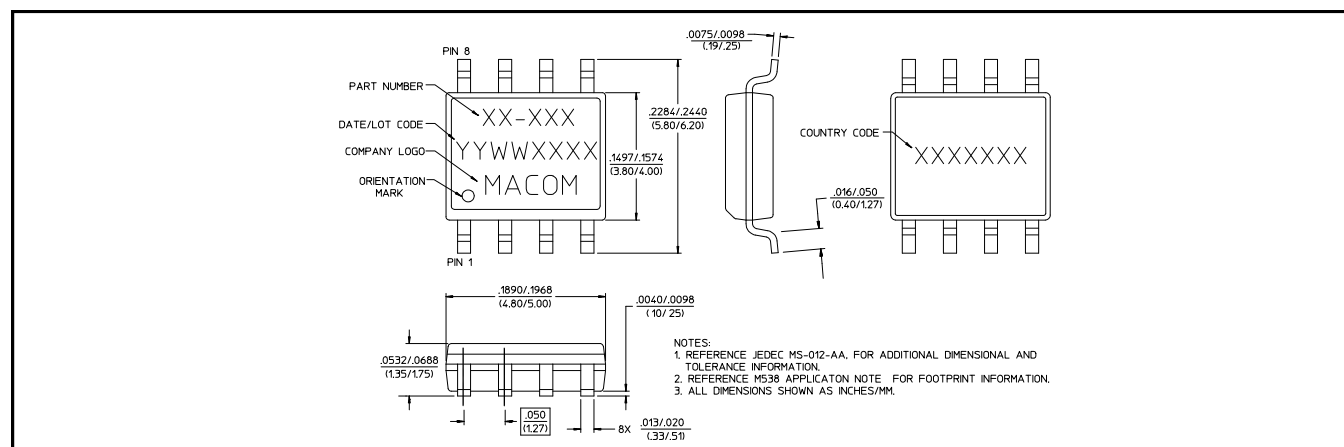 PIN 8
PART NUMBER
XX-XXX
DATE/LOT CODE
YYWWXXXX
COMPANY LOGO
MACOM
ORIENTATION
MARK
PIN 1
.2284/.2440
(5.80/6.20)
.1497/.1574
(3.80/4.00)
.0075/.0098
(.19/.25)
.016/.050
(0.40/1.27)
COUNTRY CODE
XXXXXXX
.1890/.1968
(4.80/5.00)
.0040/.0098
(10/25)
.0532/.0688
(1.35/1.75)
.050
(1.27)
8X .013/.020
(.33/.51)
NOTES:
1. REFERENCE JEDEC MS-012-AA, FOR ADDITIONAL DIMENSIONAL AND
TOLERANCE INFORMATION.
2. REFERENCE M538 APPLICATON NOTE FOR FOOTPRINT INFORMATION.
3. ALL DIMENSIONS SHOWN AS INCHES/MM.